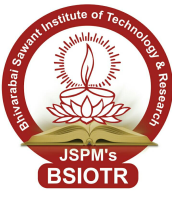 Bhivarabai Sawant Institute of Technology & Research
JSPM's
BSIOTR